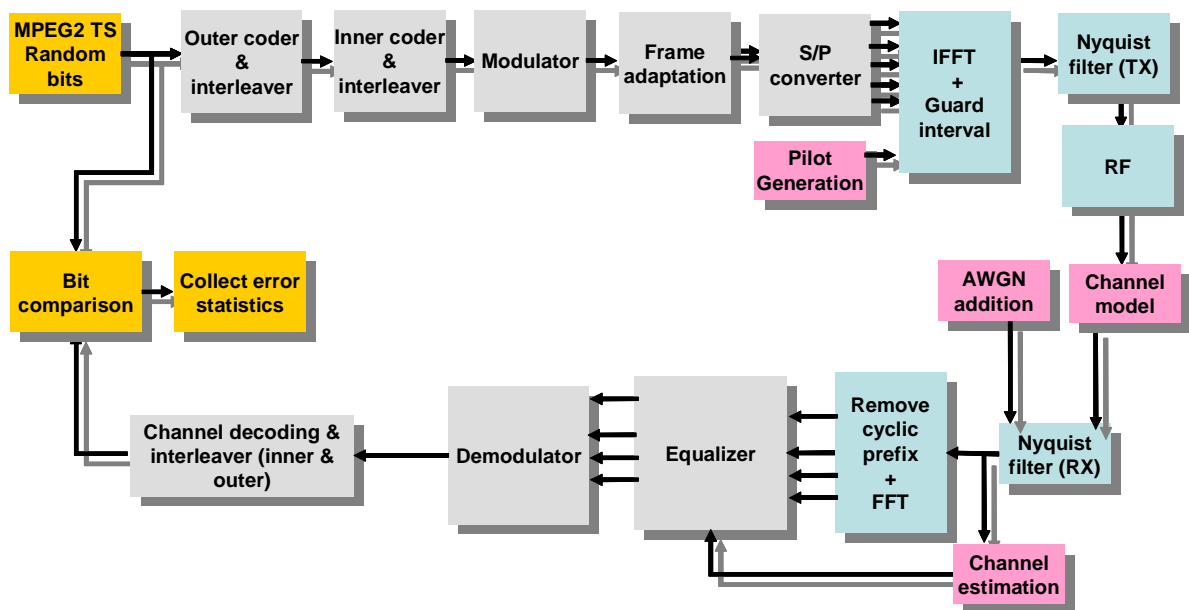 MPEG2 TS
Random
bits
Outer coder
&
interleaver
Inner coder
&
interleaver
Modulator
Frame
adaptation
S/P
converter
IFFT
+
Guard
interval
Nyquist
filter (TX)
Pilot
Generation
RF
Bit
comparison
Collect error
statistics
AWGN
addition
Channel
model
Channel decoding &
interleaver (inner &
outer)
Demodulator
Equalizer
Remove
cyclic
prefix
+
FFT
Nyquist
filter (RX)
Channel
estimation